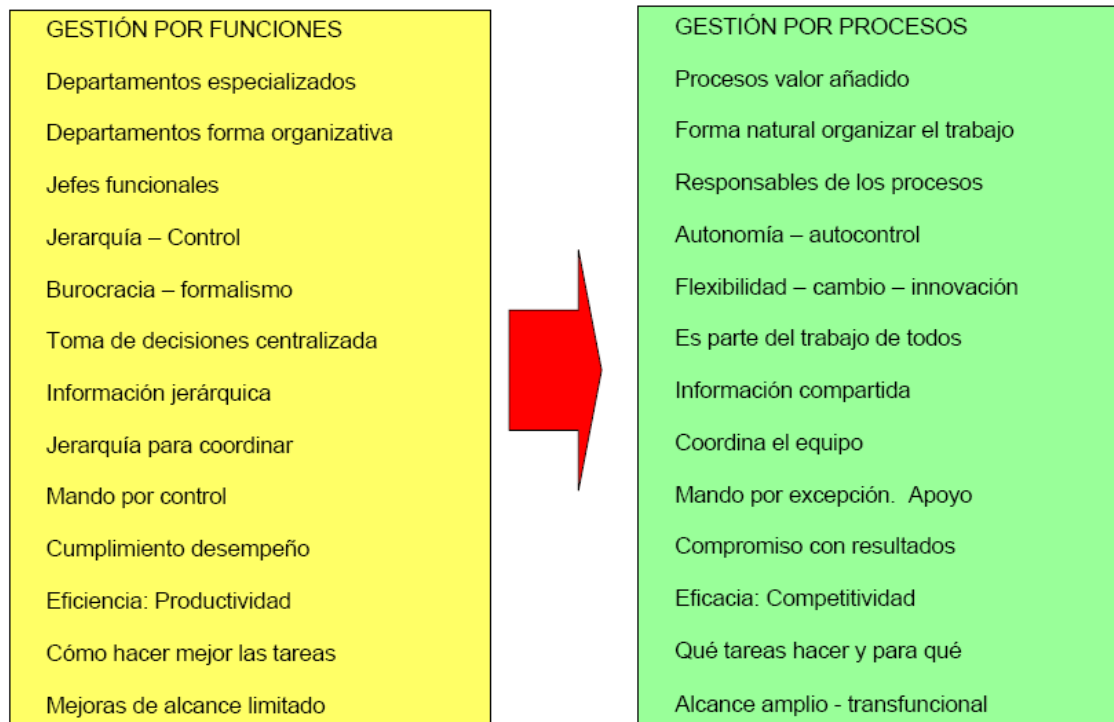 GESTIÓN POR FUNCIONES
Departamentos especializados
Departamentos forma organizativa
Jefes funcionales
Jerarquía – Control
Burocracia – formalismo
Toma de decisiones centralizada
Información jerárquica
Jerarquía para coordinar
Mando por control
Cumplimiento desempeño
Eficiencia: Productividad
Cómo hacer mejor las tareas
Mejoras de alcance limitado
GESTIÓN POR PROCESOS
Procesos valor añadido
Forma natural organizar el trabajo
Responsables de los procesos
Autonomía – autocontrol
Flexibilidad – cambio – innovación
Es parte del trabajo de todos
Información compartida
Coordina el equipo
Mando por excepción.  Apoyo
Compromiso con resultados
Eficacia: Competitividad
Qué tareas hacer y para qué
Alcance amplio - transfuncional